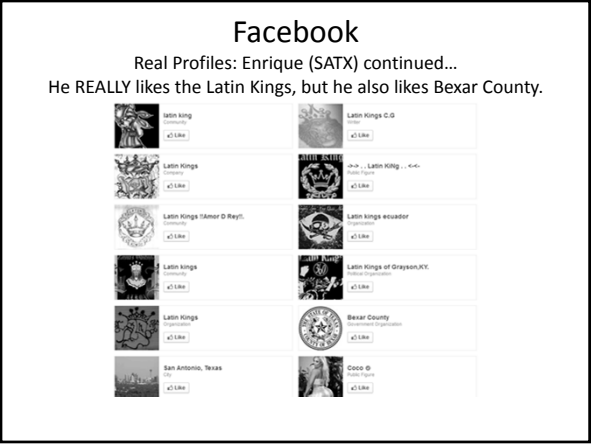 Facebook
Real Profiles: Enrique (SATX) continued…
He REALLY likes the Latin Kings, but he also likes Bexar County.
latin king
Community
Like
Latin Kings C.G
Writer
Like
Latin Kings
Company
Like
->-> . . Latin KiNg . . <-<-
Public Figure
Like
Latin Kings !!Amor D Rey!!.
Community
Like
Latin kings ecuador
Organization
Like
Latin kings
Community
Like
Latin Kings of Grayson,KY.
Political Organization
Like
Latin Kings
Organization
Like
Bexar County
Government Organization
Like
San Antonio, Texas
City
Like
Coco
Public Figure
Like